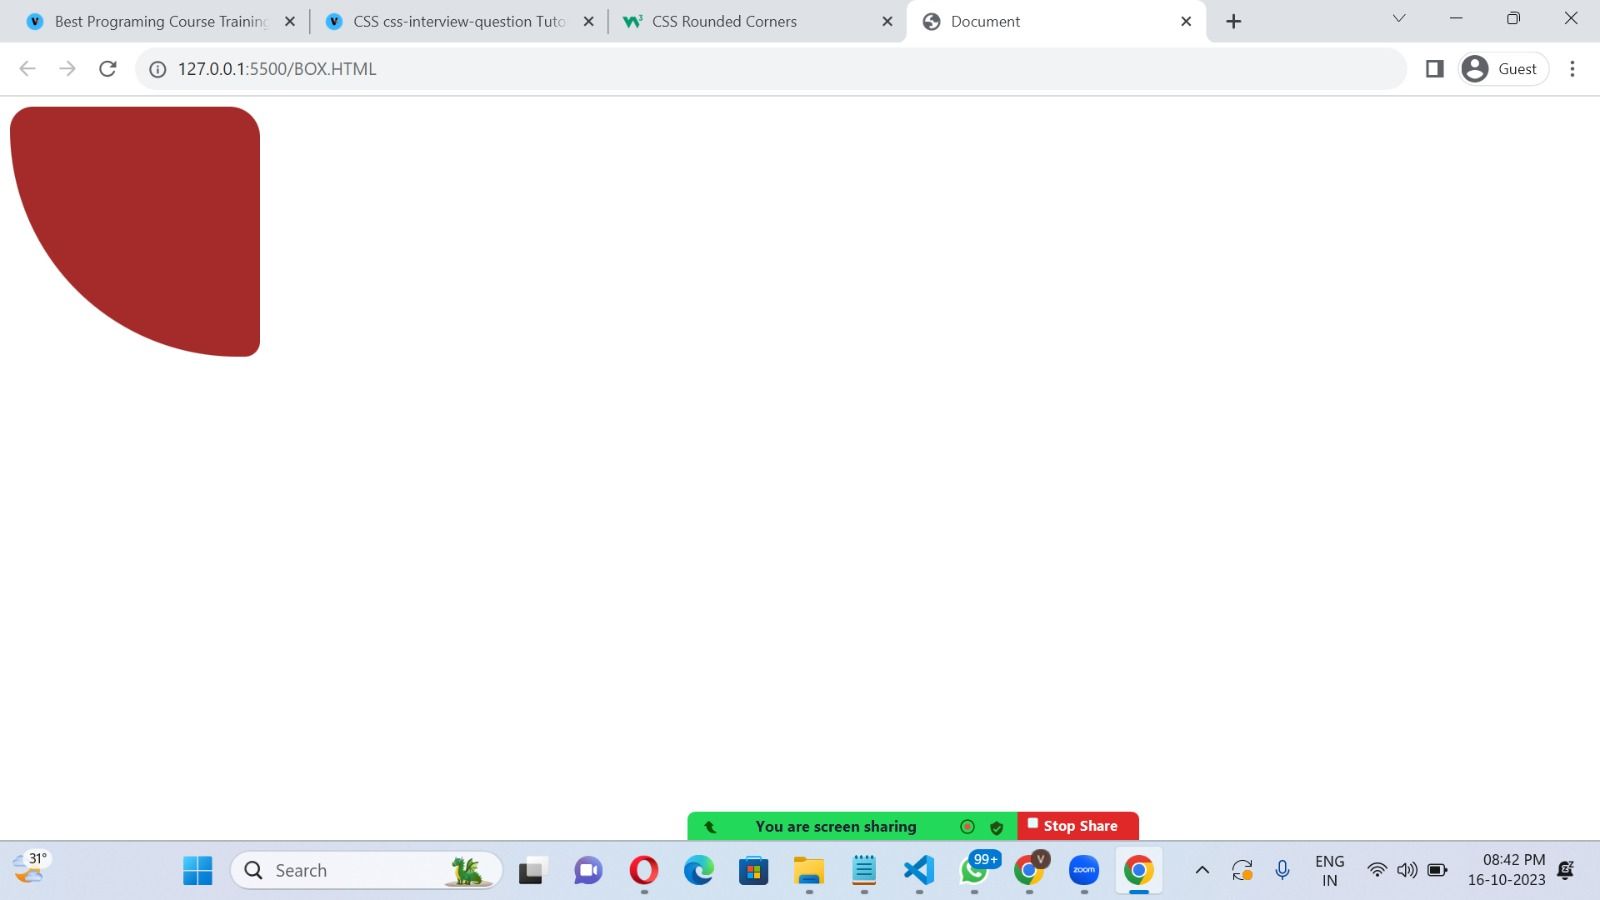 Best Programing Course Training
CSS css-interview-question Tuto
CSS Rounded Corners
Document
127.0.0.1:5500/BOX.HTML
Guest
You are screen sharing
Stop Share
31°
Search
99+
V
zoom
ENG
IN
08:42 PM
16-10-2023